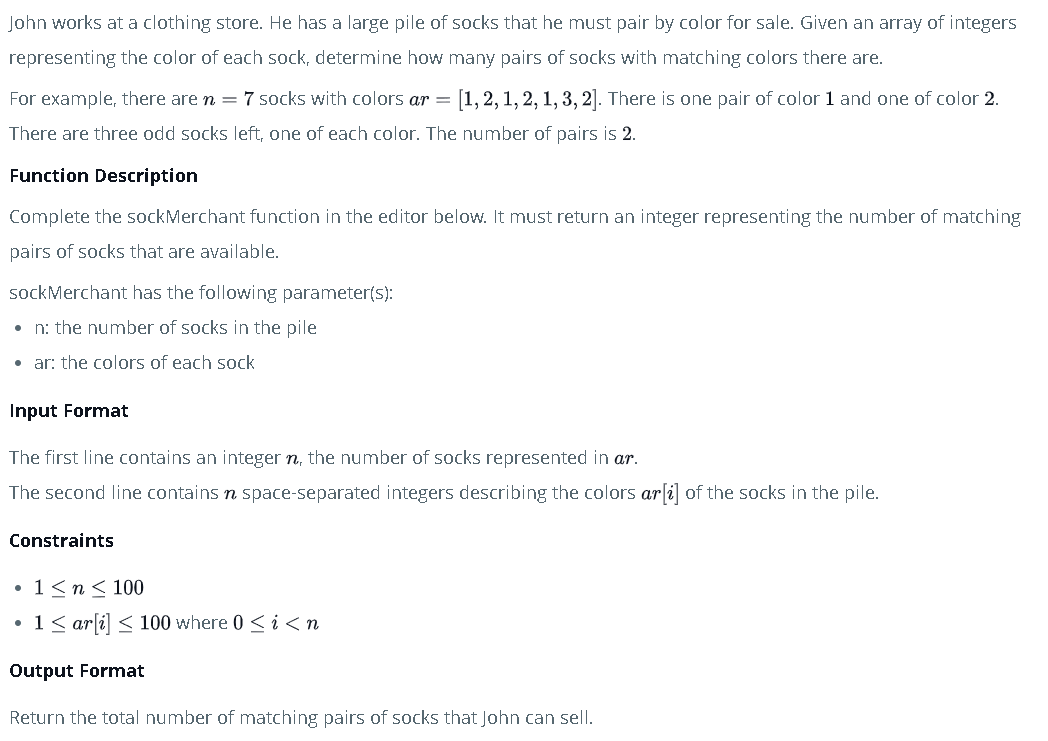 John works at a clothing store. He has a large pile of socks that he must pair by color for sale. Given an array of integers
representing the color of each sock, determine how many pairs of socks with matching colors there are.
For example, there are n = 7 socks with colors ar = [1, 2, 1, 2, 1, 3, 2]. There is one pair of color 1 and one of color 2.
There are three odd socks left, one of each color. The number of pairs is 2.
Function Description
Complete the sockMerchant function in the editor below. It must return an integer representing the number of matching
pairs of socks that are available.
sockMerchant has the following parameter(s):
• n: the number of socks in the pile
• ar: the colors of each sock
Input Format
The first line contains an integer n, the number of socks represented in ar.
The second line contains n space-separated integers describing the colors ar[i] of the socks in the pile.
Constraints
• 1 ≤ n ≤ 100
• 1 ≤ ar[i] ≤ 100 where 0 ≤ i < n
Output Format
Return the total number of matching pairs of socks that John can sell.